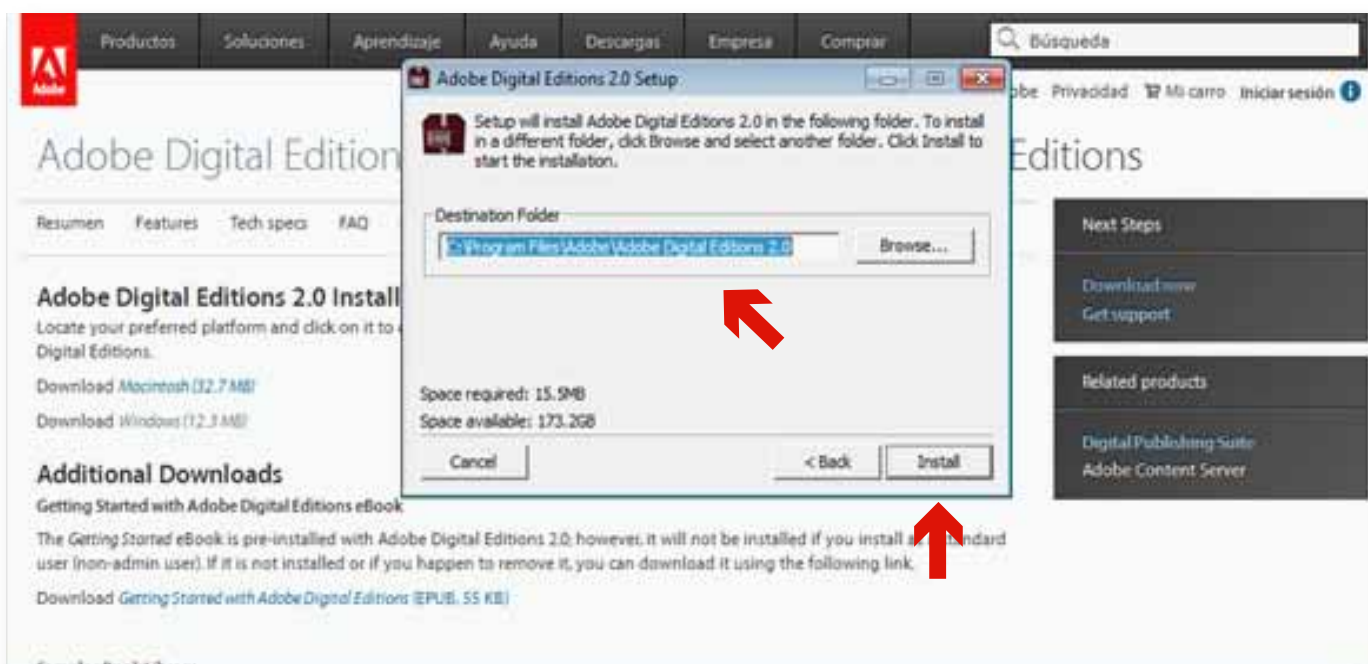 Productos Soluciones Aprendizaje Ayuda Descargas Empresa Comprar Búsqueda
Adobe
Privacidad Mi carro Iniciar sesión
Adobe Digital Edition
Editions
Resumen Features Tech specs FAQ
Adobe Digital Editions 2.0 Install
Locate your preferred platform and click on it to
Digital Editions.
Download Macintosh (32.7 MB)
Download Windows (12.3 MB)
Additional Downloads
Getting Started with Adobe Digital Editions eBook
The Getting Started eBook is pre-installed with Adobe Digital Editions 2.0; however, it will not be installed if you install
user (non-admin user). If it is not installed or if you happen to remove it, you can download it using the following link.
Download Getting Started with Adobe Digital Editions (EPUB, 55 KB)
Adobe Digital Editions 2.0 Setup
Setup will install Adobe Digital Editions 2.0 in the following folder. To install
in a different folder, click Browse and select another folder. Click Install to
start the installation.
Destination Folder
C:\Program Files\Adobe\Adobe Digital Editions 2.0
Browse...
Space required: 15.5MB
Space available: 173.2GB
Cancel < Back Install
Next Steps
Download now
Get support
Related products
Digital Publishing Suite
Adobe Content Server